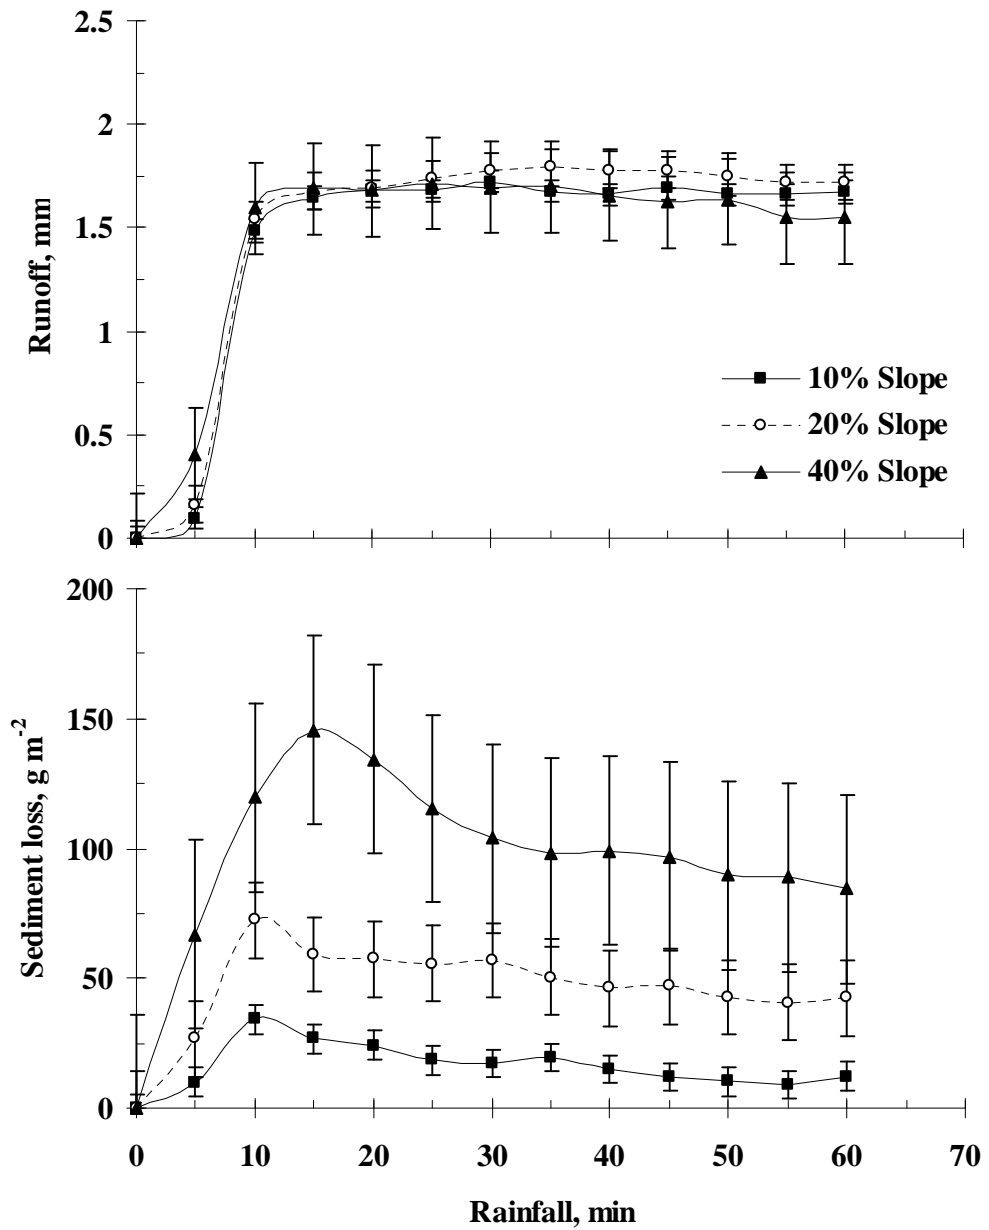 2.5
2
1.5
1
0.5
0
Runoff, mm
10% Slope
20% Slope
40% Slope
200
150
100
50
0
Sediment loss, g m-2
0 10 20 30 40 50 60 70
Rainfall, min